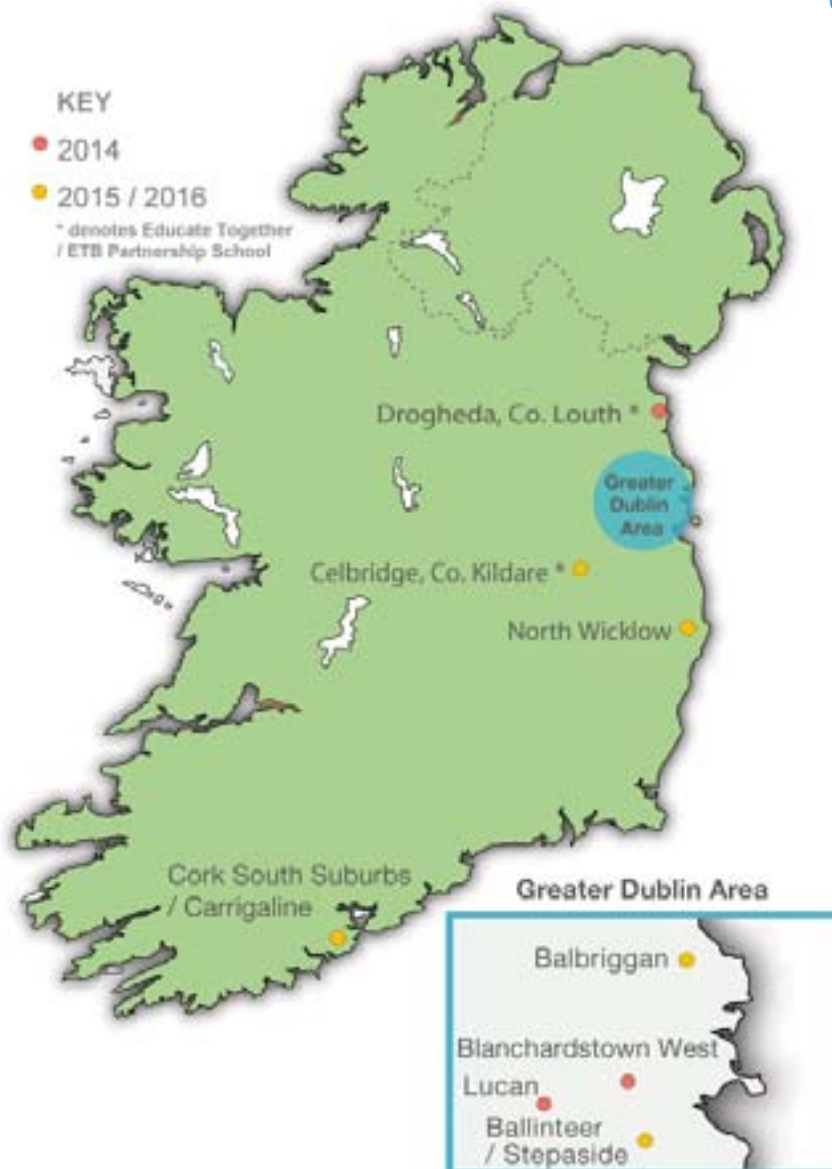 KEY
2014
2015 / 2016
* denotes Educate Together
/ ETB Partnership School
Drogheda, Co. Louth *
Greater
Dublin
Area
Celbridge, Co. Kildare *
North Wicklow
Cork South Suburbs
/ Carrigaline
Greater Dublin Area
Balbriggan
Blanchardstown West
Lucan
Ballinteer
/ Stepaside